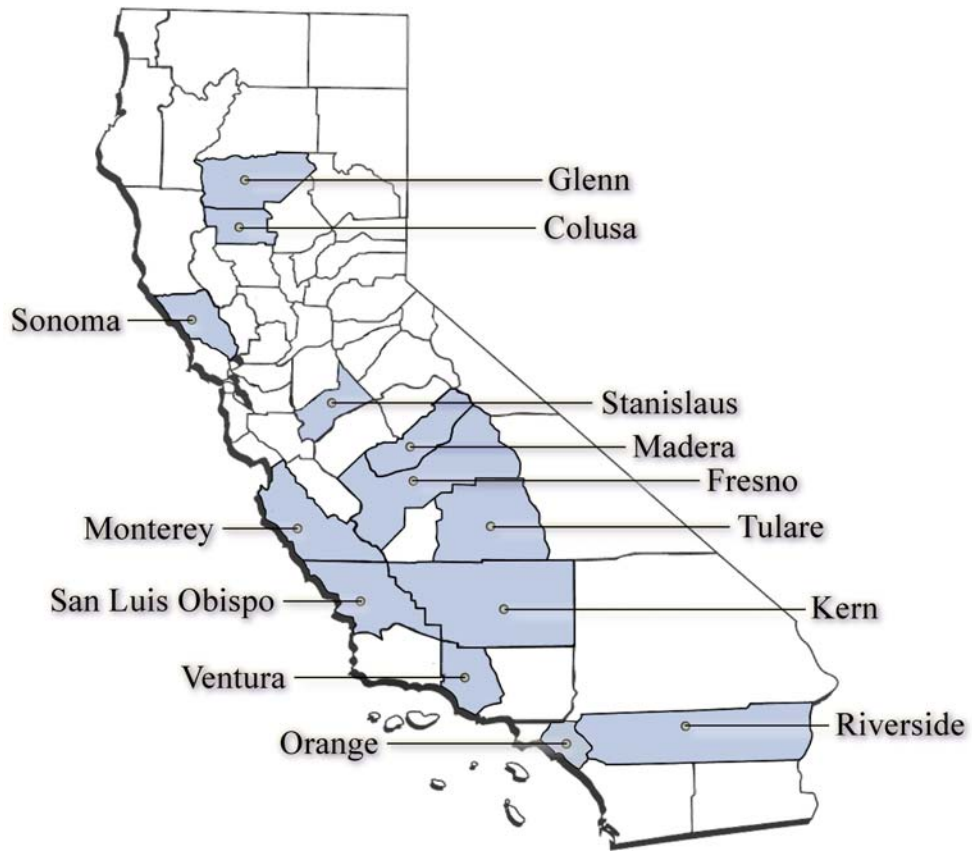 Glenn
Colusa
Sonoma
Stanislaus
Madera
Fresno
Monterey
Tulare
San Luis Obispo
Kern
Ventura
Riverside
Orange